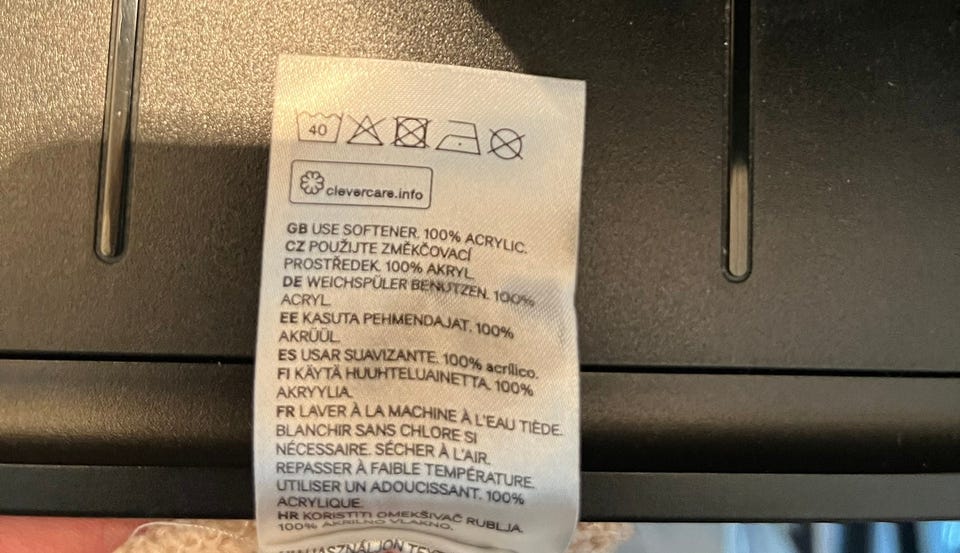 40
clevercare.info
GB USE SOFTENER. 100% ACRYLIC.
CZ POUŽIJTE ZMĚKČOVACÍ
PROSTŘEDEK. 100% AKRYL.
DE WEICHSPÜLER BENUTZEN. 100%
ACRYL.
EE KASUTA PEHMENDAJAT. 100%
AKRÜÜL.
ES USAR SUAVIZANTE. 100% acrílico.
FI KÄYTÄ HUUHTELUAINETTA. 100%
AKRYYLIA.
FR LAVER À LA MACHINE À L'EAU TIÈDE.
BLANCHIR SANS CHLORE SI
NÉCESSAIRE. SÉCHER À L'AIR.
REPASSER À FAIBLE TEMPÉRATURE.
UTILISER UN ADOUCISSANT. 100%
ACRYLIQUE.
HR KORISTITI OMEKŠIVAČ RUBLJA.
100% AKRILNO VLAKNO.